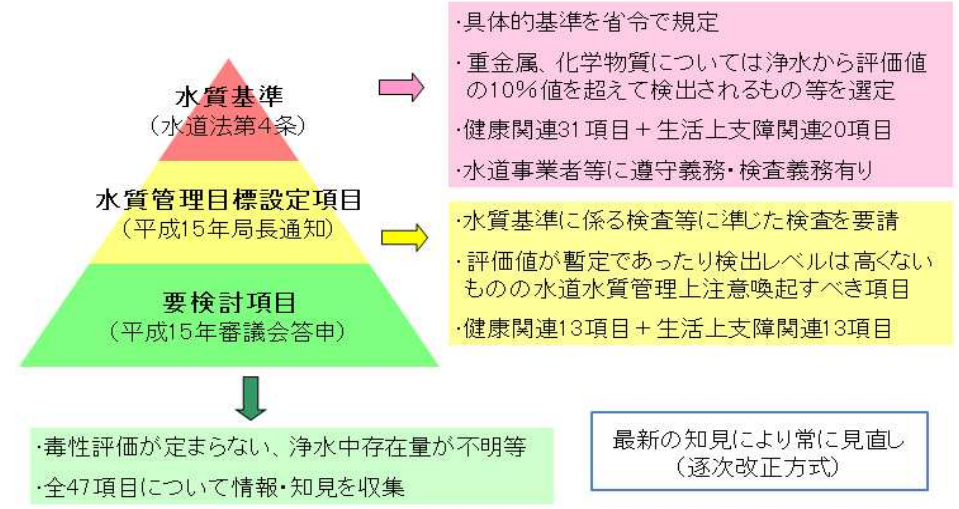 水質基準
（水道法第４条）
・具体的基準を省令で規定
・重金属、化学物質については浄水から評価値
の10％値を超えて検出されるもの等を選定
・健康関連31項目＋生活上支障関連20項目
・水道事業者等に遵守義務・検査義務有り
水質管理目標設定項目
（平成15年局長通知）
・水質基準に係る検査等に準じた検査を要請
・評価値が暫定であったり検出レベルは高くない
ものの水道水質管理上注意喚起すべき項目
・健康関連13項目＋生活上支障関連13項目
要検討項目
（平成15年審議会答申）
・毒性評価が定まらない、浄水中存在量が不明等
・全47項目について情報・知見を収集
最新の知見により常に見直し
（逐次改正方式）